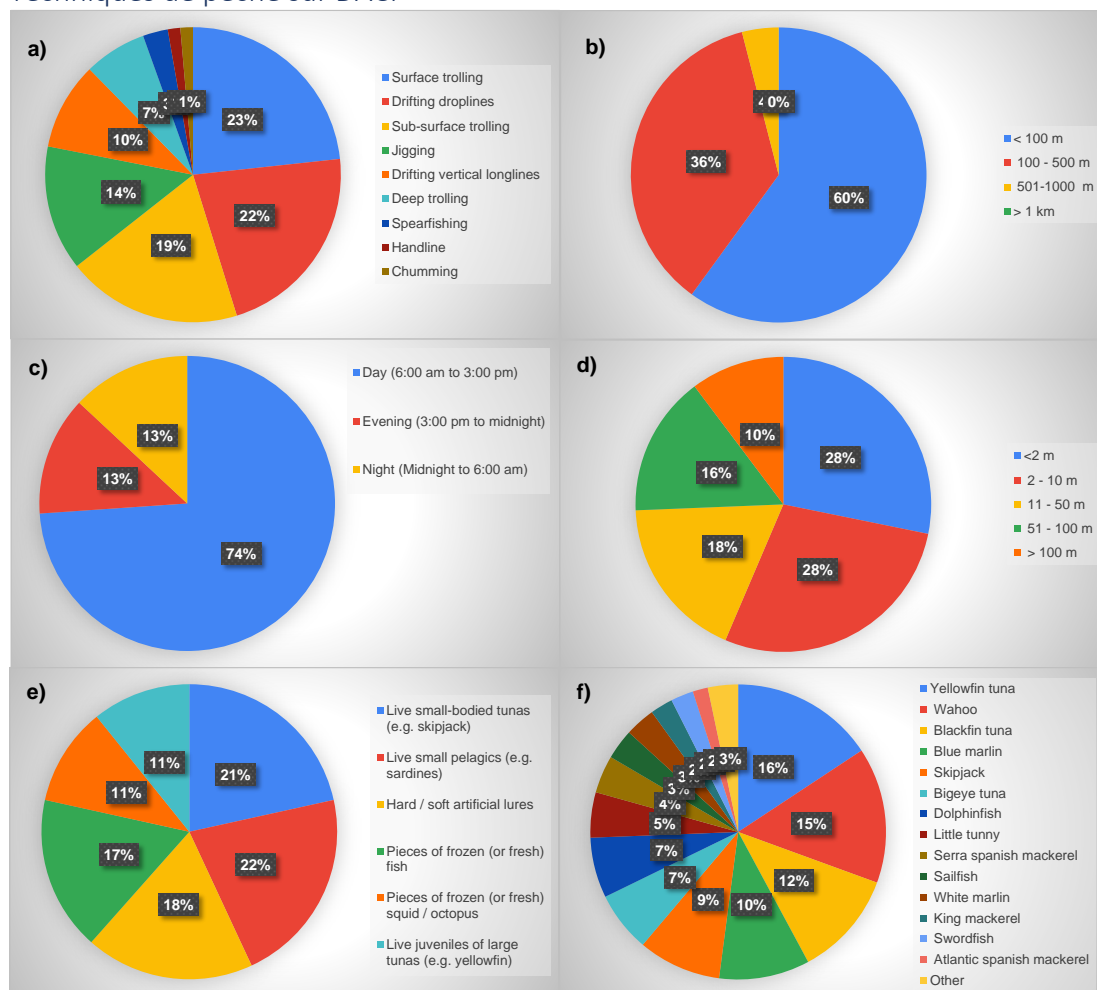 Techniques de pêche sur
a)
23%
22%
19%
14%
10%
7%
1%
Surface trolling
Drifting droplines
Sub-surface trolling
Jigging
Drifting vertical longlines
Deep trolling
Spearfishing
Handline
Chumming
b)
60%
36%
0%
< 100 m
100 - 500 m
501-1000 m
> 1 km
c)
74%
13%
13%
Day (6:00 am to 3:00 pm)
Evening (3:00 pm to midnight)
Night (Midnight to 6:00 am)
d)
28%
28%
18%
16%
10%
<2 m
2 - 10 m
11 - 50 m
51 - 100 m
> 100 m
e)
21%
22%
18%
17%
11%
11%
Live small-bodied tunas
(e.g. skipjack)
Live small pelagics (e.g.
sardines)
Hard / soft artificial lures
Pieces of frozen (or fresh)
fish
Pieces of frozen (or fresh)
squid / octopus
Live juveniles of large
tunas (e.g. yellowfin)
f)
16%
15%
12%
10%
9%
7%
7%
5%
4%
3%
3%
Yellowfin tuna
Wahoo
Blackfin tuna
Blue marlin
Skipjack
Bigeye tuna
Dolphinfish
Little tunny
Serra spanish mackerel
Sailfish
White marlin
King mackerel
Swordfish
Atlantic spanish mackerel
Other